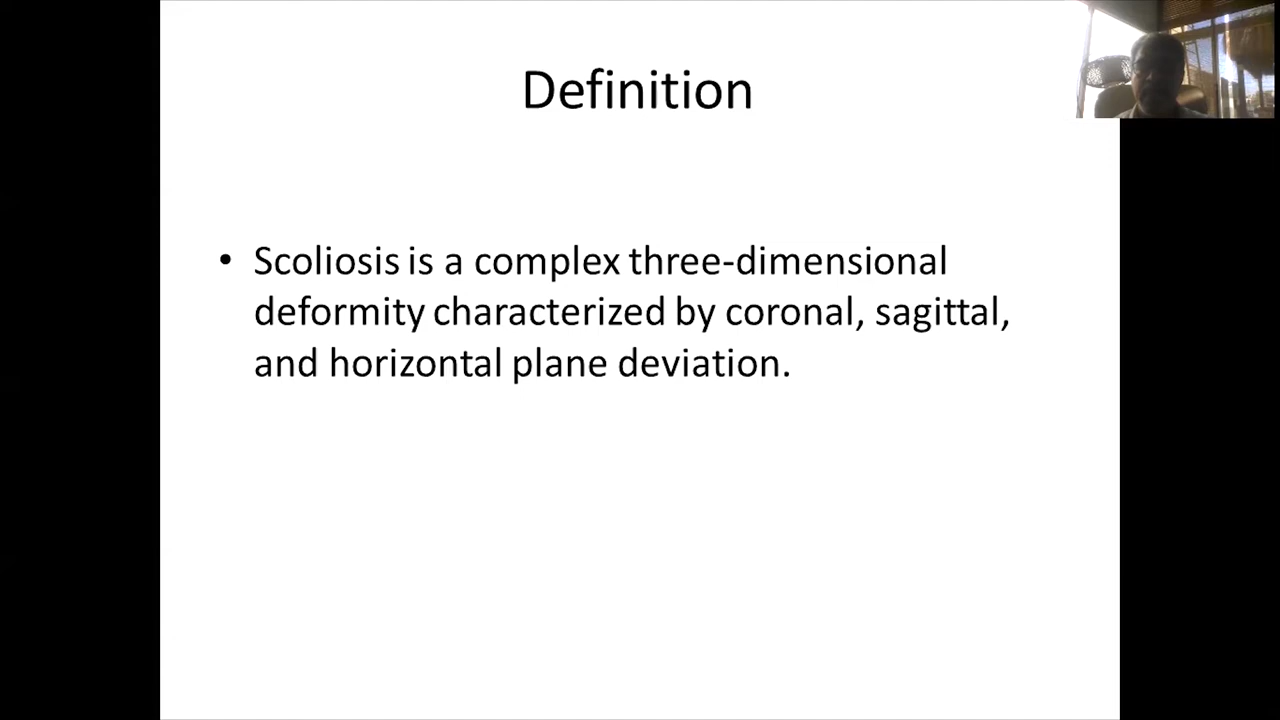 Definition
• Scoliosis is a complex three-dimensional
deformity characterized by coronal, sagittal,
and horizontal plane deviation.